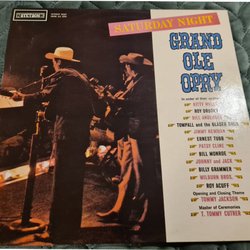 STETSON
SATURDAY NIGHT
GRAND
OLE
OPRY
KITTY WELLS
ROY DRUSKY
BILL ANDERSON
TOMPALL and the GLASER BROS.
JIMMY NEWMAN
ERNEST TUBB
PATSY CLINE
BILL MONROE
JOHNNY and JACK
BILLY GRAMMER
WILBURN BROS.
ROY ACUFF
Opening and Closing Theme
TOMMY JACKSON
Master of Ceremonies
T. TOMMY CUTRER